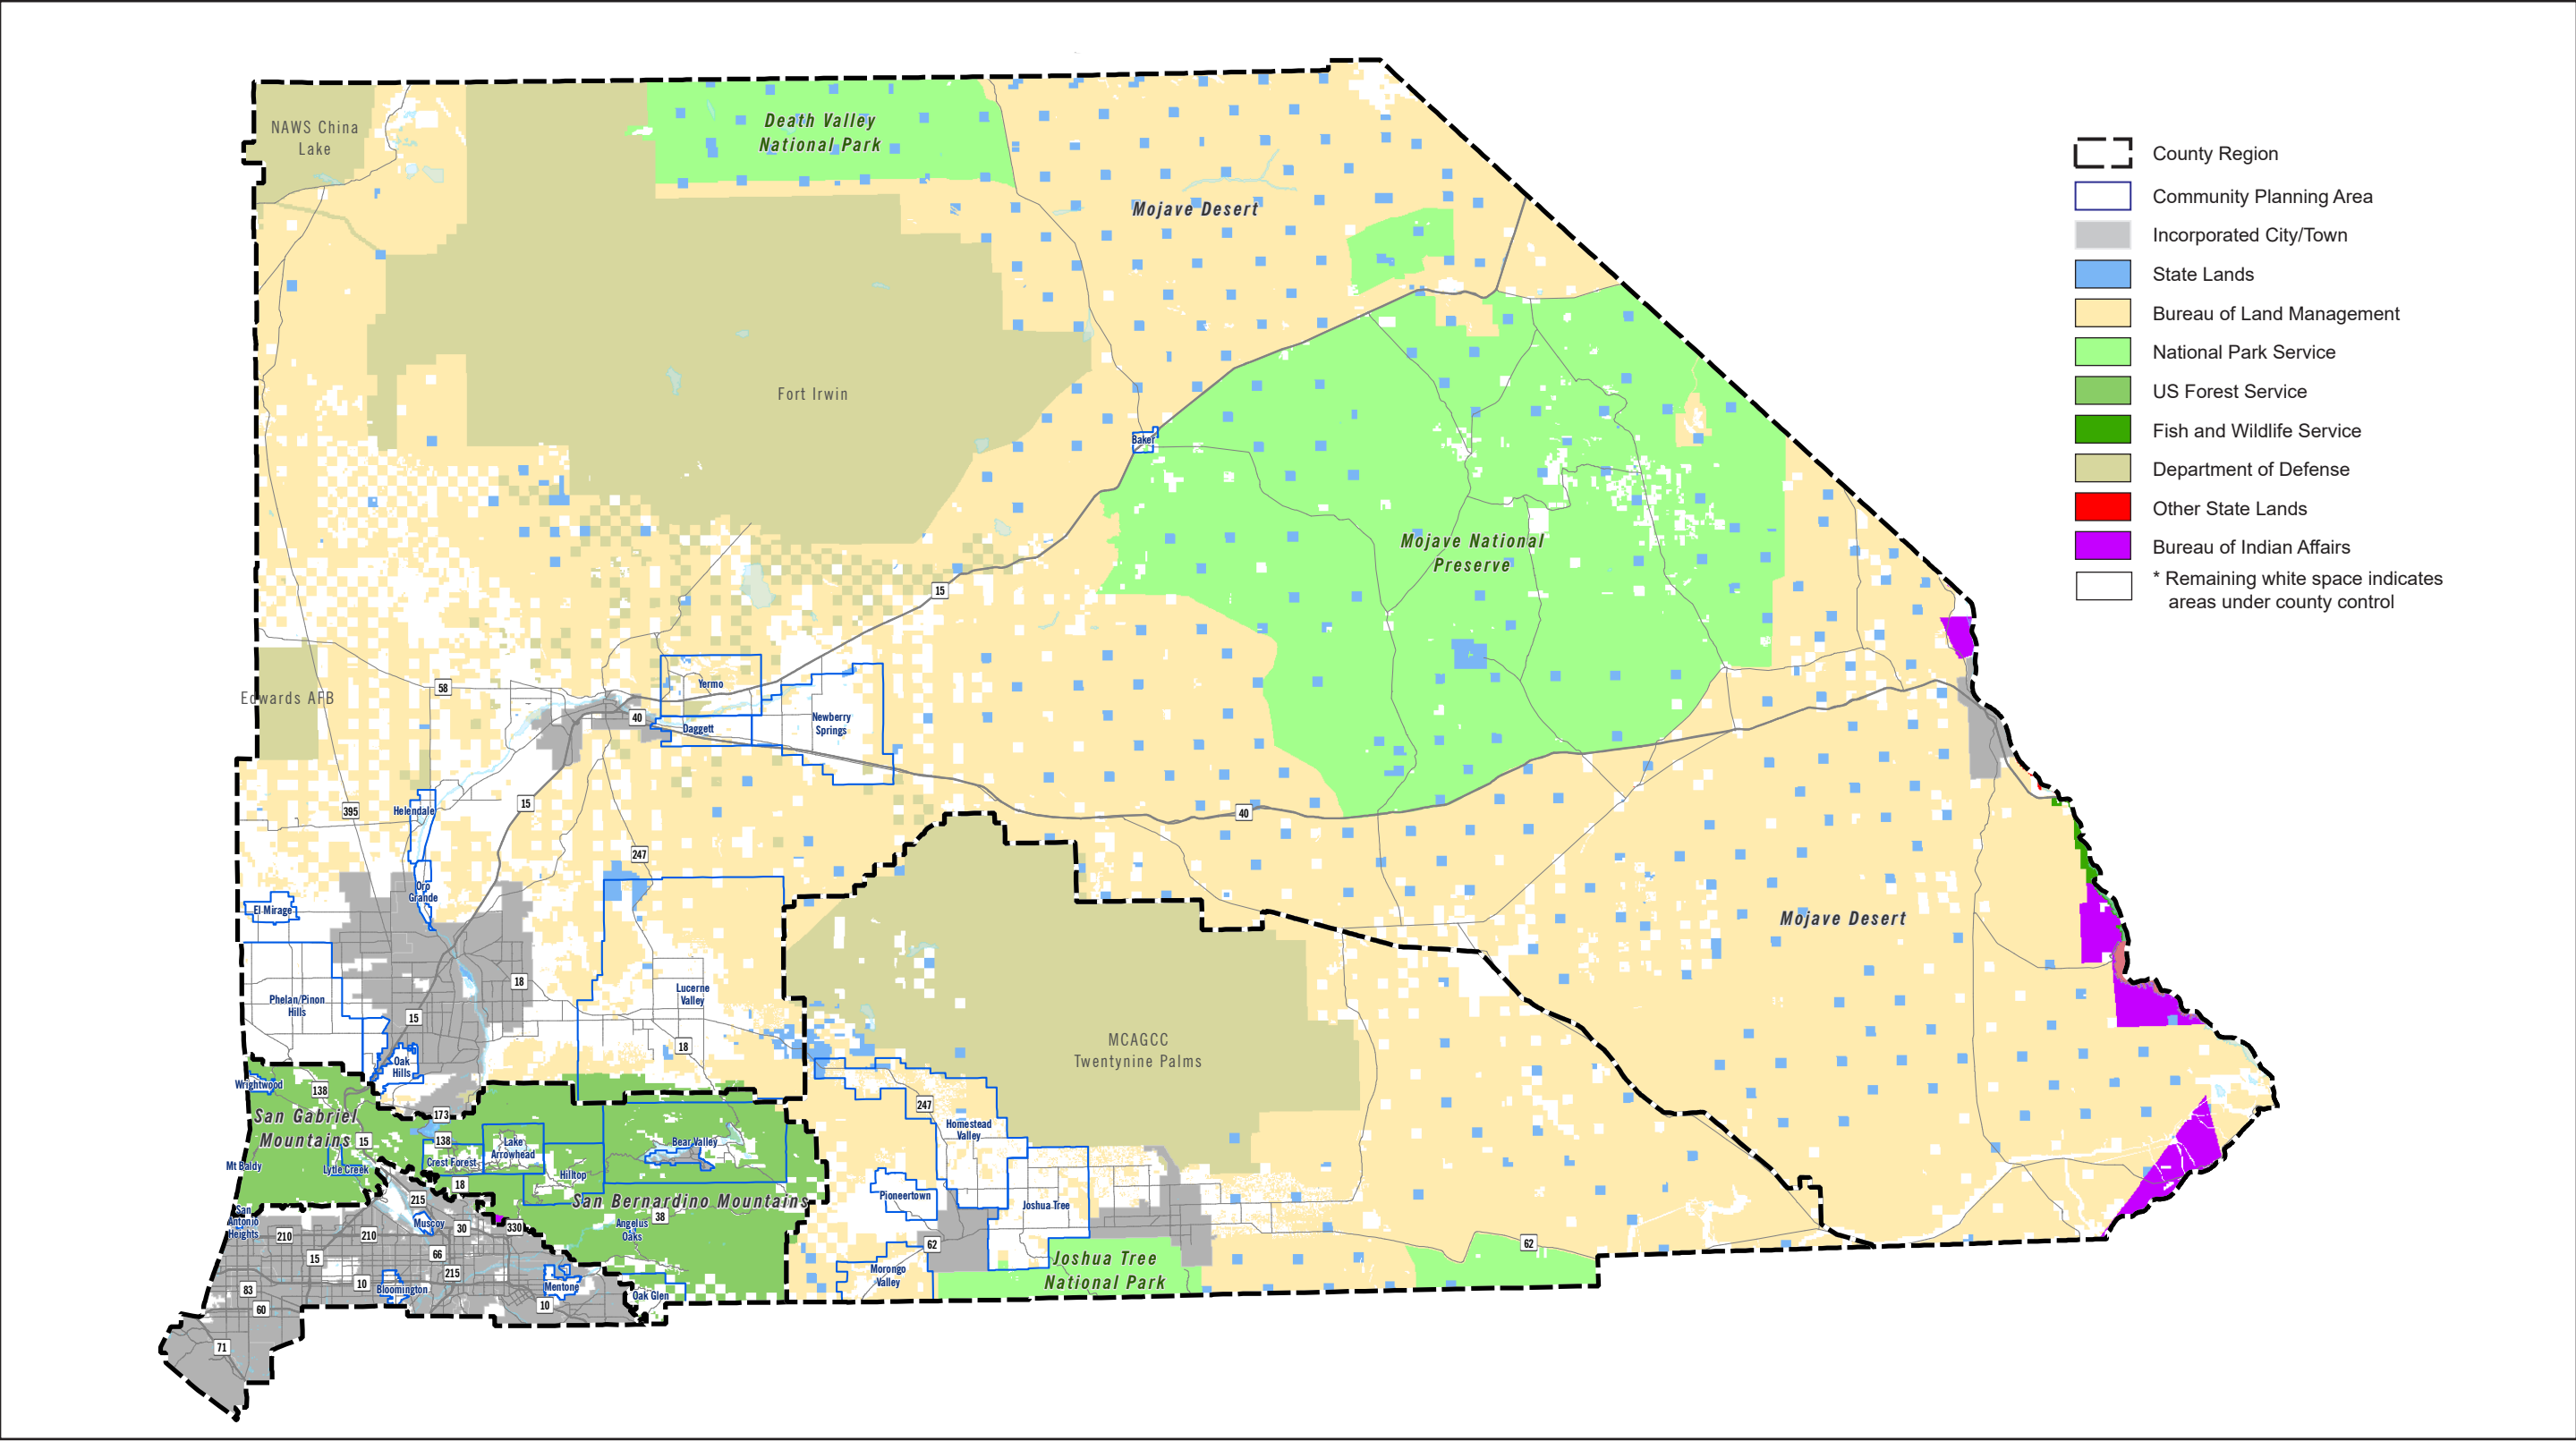 NAWS China
Lake
Death Valley
National Park
Mojave Desert
Fort Irwin
Baker
Mojave National
Preserve
15
Edwards AFB
58
40
Yermo
Daggett
Newberry
Springs
Helendale
395
15
40
247
Oro
Grande
El Mirage
Mojave Desert
18
Phelan/Pinon
Hills
Lucerne
Valley
15
18
Oak
Hills
MCAGCC
Twentynine Palms
Wrightwood
138
San Gabriel
Mountains
173
15
138
Lake
Arrowhead
Bear Valley
247
Homestead
Valley
Mt Baldy
Lytle Creek
Crest Forest
Hilltop
18
215
San Bernardino Mountains
Pioneertown
Joshua Tree
San
Antonio
Heights
210
210
Muscoy
30
330
Angelus
Oaks
38
15
66
62
62
10
215
Joshua Tree
National Park
Morongo
Valley
83
Bloomington
Mentone
Oak Glen
60
10
71
County Region
Community Planning Area
Incorporated City/Town
State Lands
Bureau of Land Management
National Park Service
US Forest Service
Fish and Wildlife Service
Department of Defense
Other State Lands
Bureau of Indian Affairs
* Remaining white space indicates
areas under county control